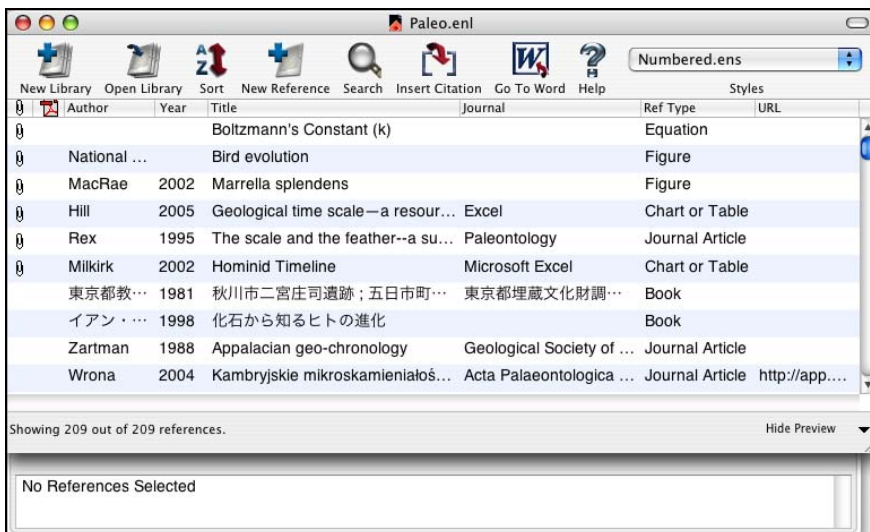 Paleo.enl
New Library Open Library Sort New Reference Search Insert Citation Go To Word Help Numbered.ens Styles
Author Year Title Journal Ref Type URL
Boltzmann's Constant (k) Equation
National ... Bird evolution Figure
MacRae 2002 Marrella splendens Figure
Hill 2005 Geological time scale—a resour... Excel Chart or Table
Rex 1995 The scale and the feather--a su... Paleontology Journal Article
Milkirk 2002 Hominid Timeline Microsoft Excel Chart or Table
東京都教… 1981 秋川市二宮庄司遺跡 ; 五日市町… 東京都埋蔵文化財調… Book
イアン・… 1998 化石から知るヒトの進化 Book
Zartman 1988 Appalacian geo-chronology Geological Society of ... Journal Article
Wrona 2004 Kambryjskie mikroskamieniałoś... Acta Palaeontologica ... Journal Article http://app....
Showing 209 out of 209 references. Hide Preview
No References Selected